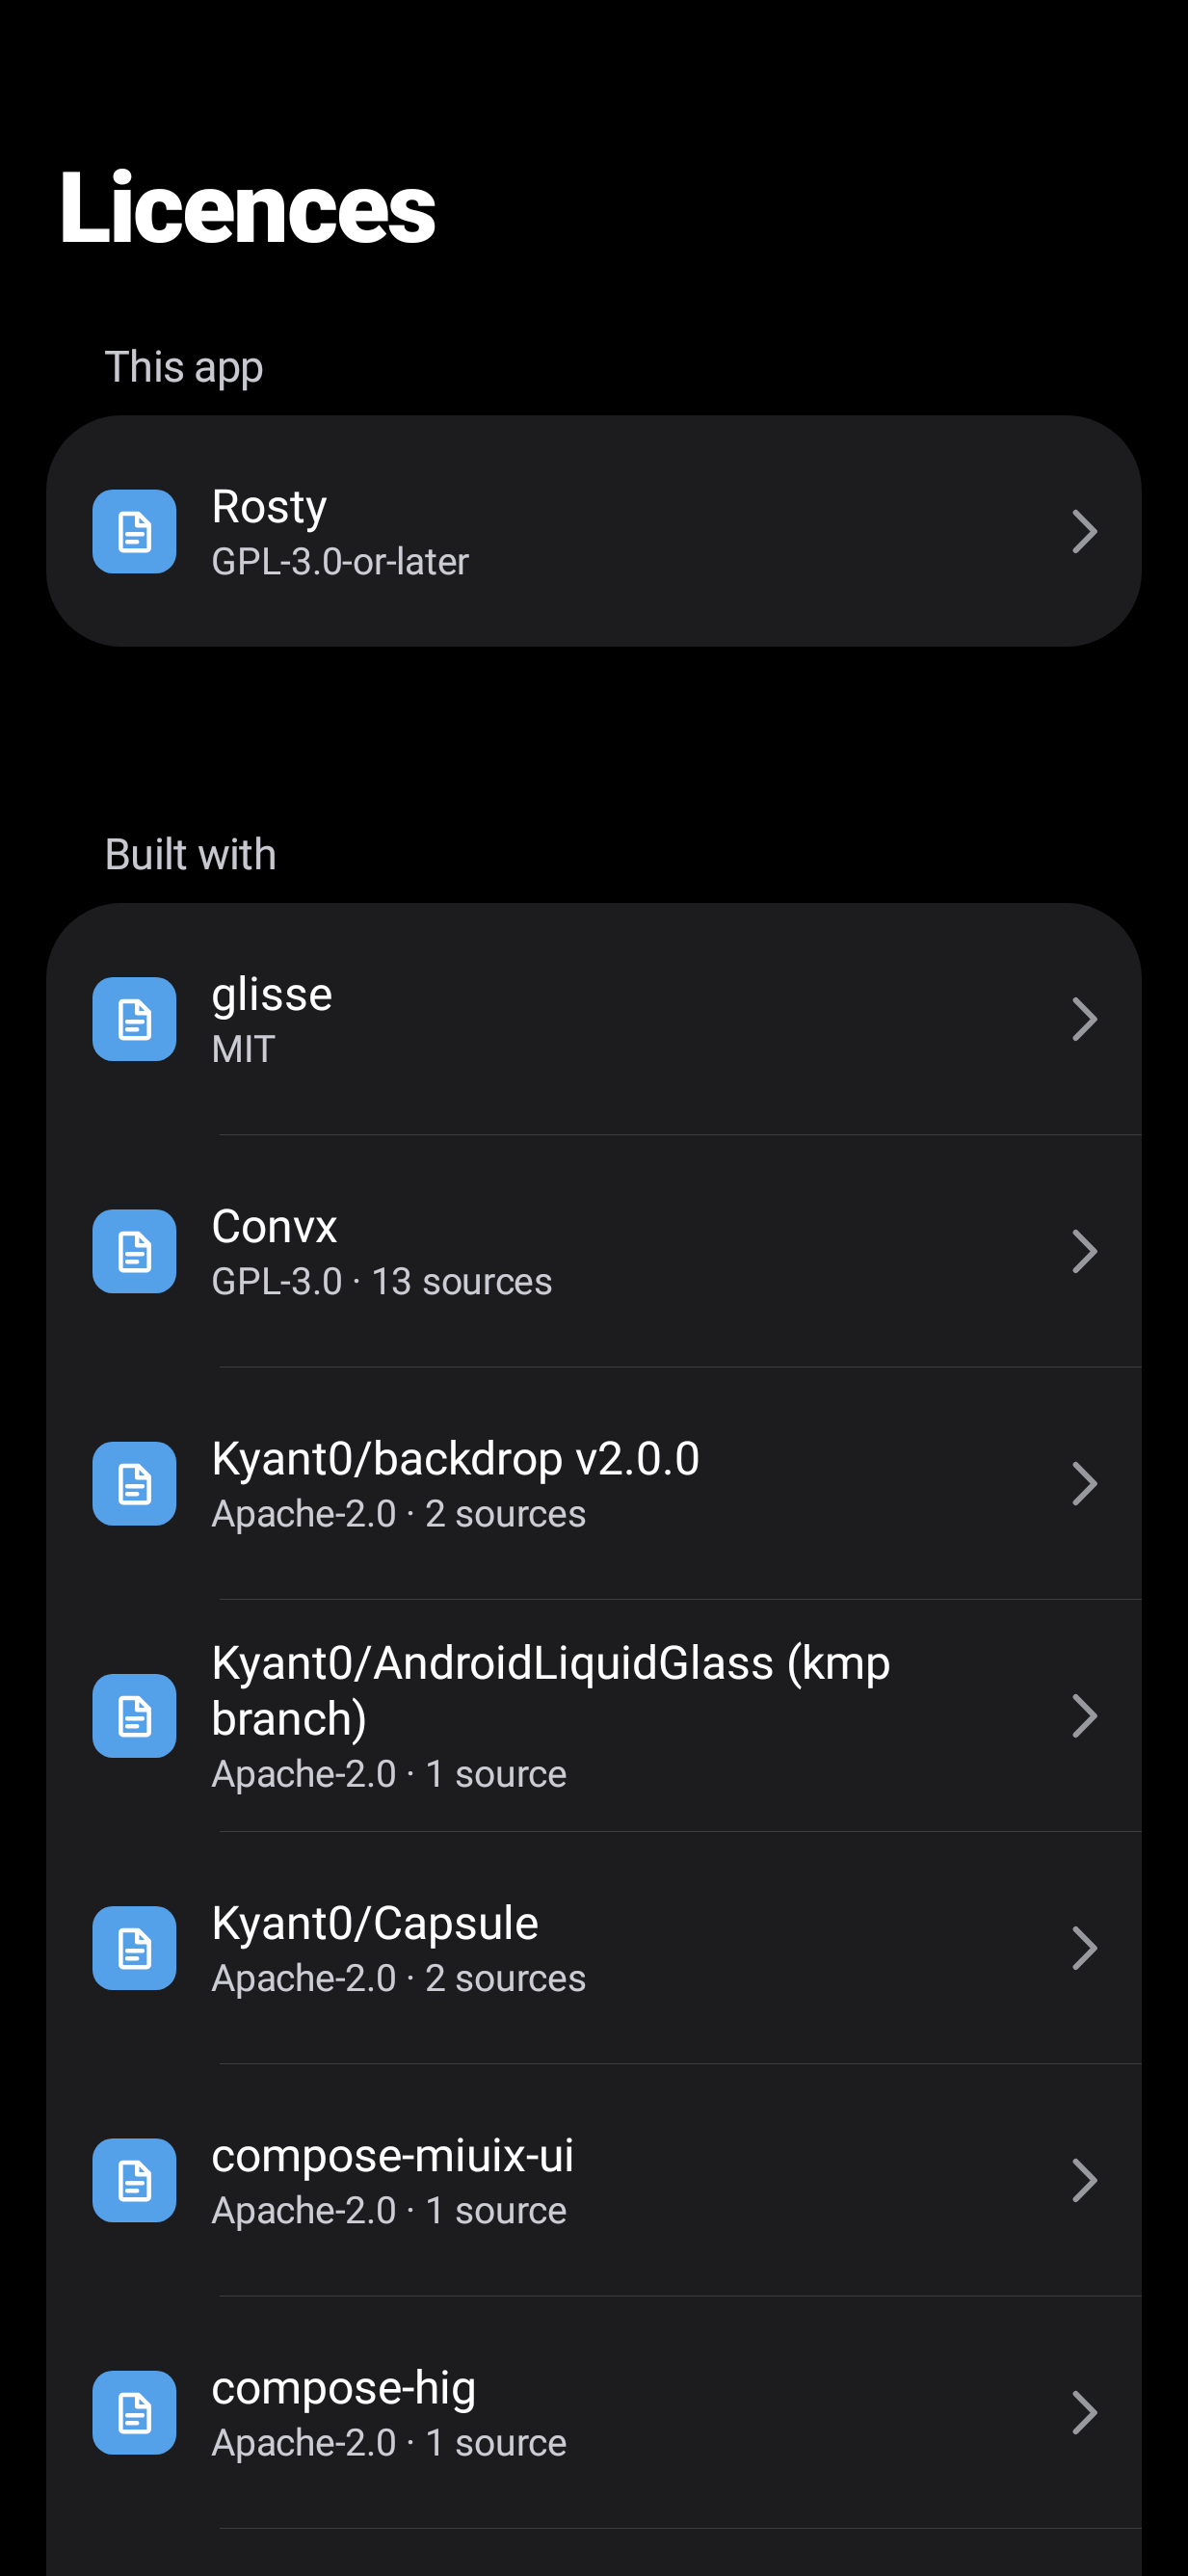 Licences
This app
Rosty
GPL-3.0-or-later
Built with
glisse
MIT
Convx
GPL-3.0 · 13 sources
Kyant0/backdrop v2.0.0
Apache-2.0 · 2 sources
Kyant0/AndroidLiquidGlass (kmp
branch)
Apache-2.0 · 1 source
Kyant0/Capsule
Apache-2.0 · 2 sources
compose-miuix-ui
Apache-2.0 · 1 source
compose-hig
Apache-2.0 · 1 source